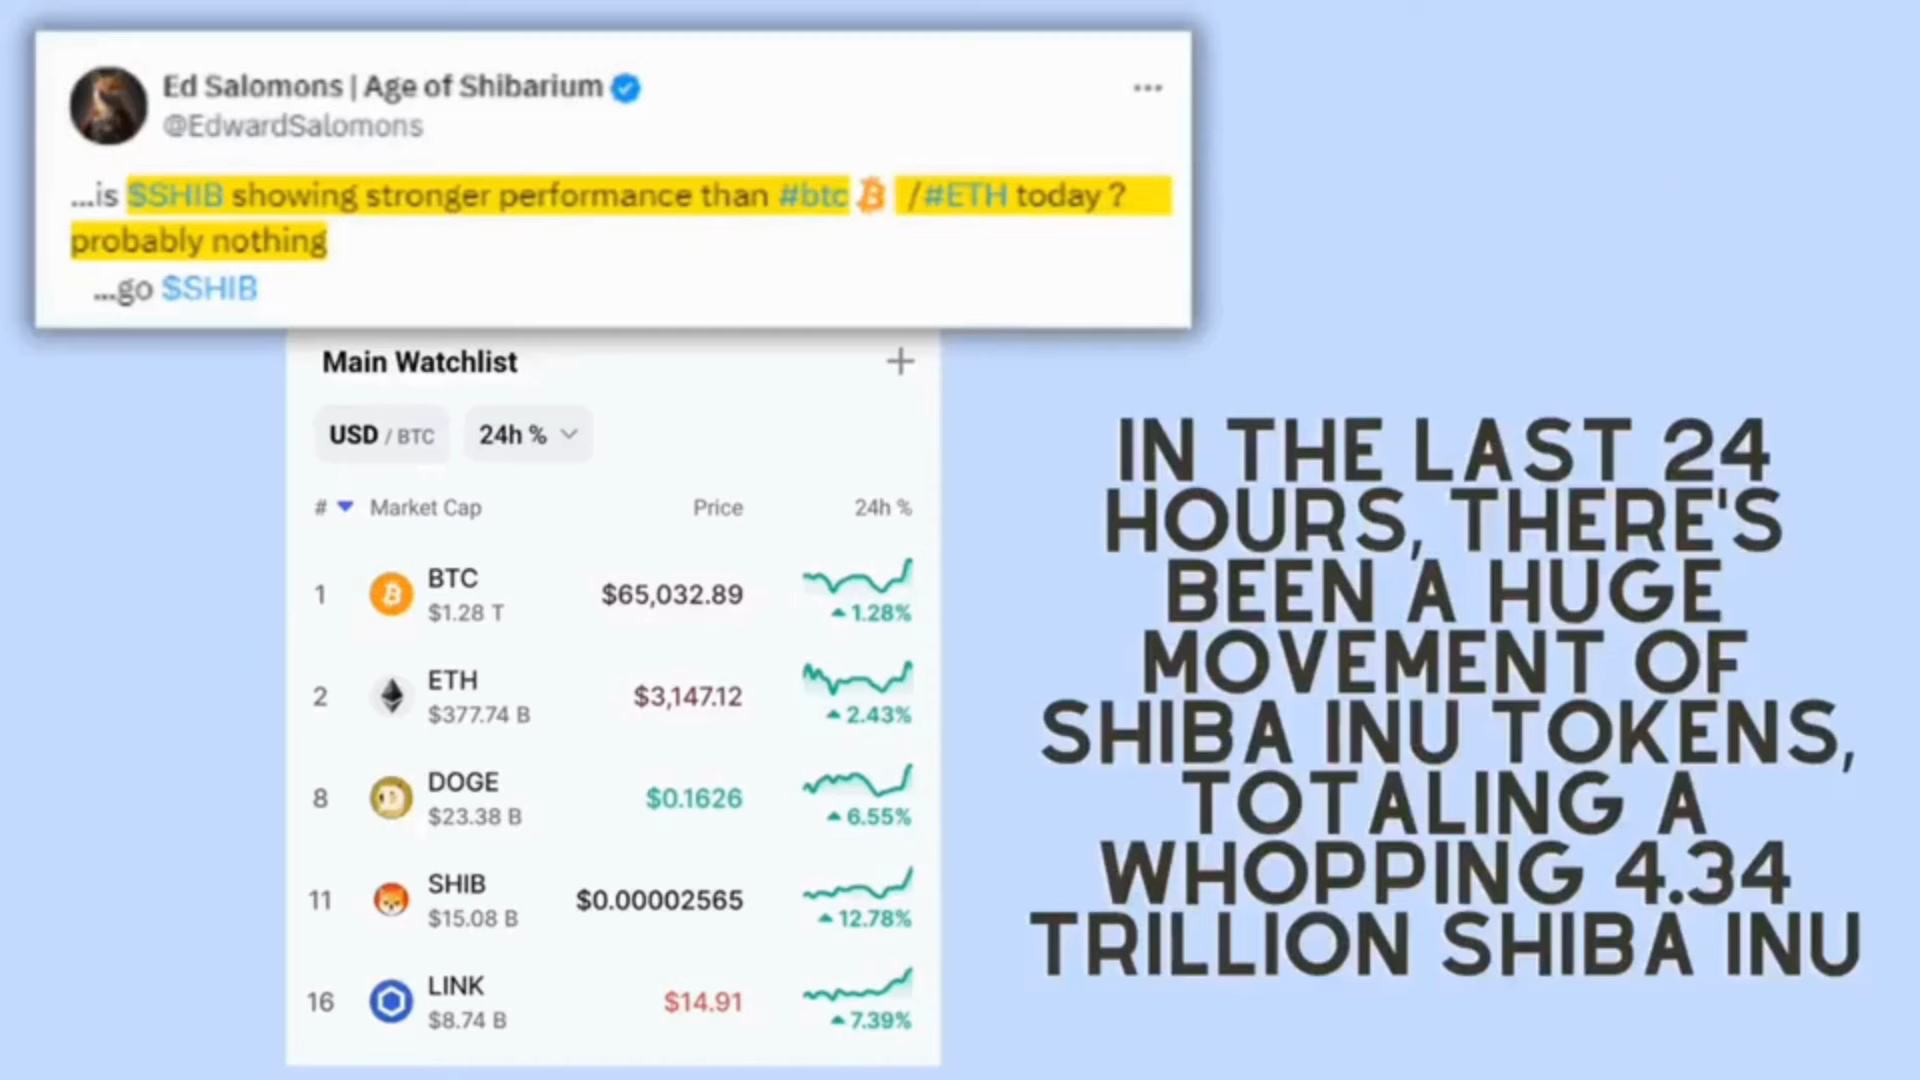 Ed Salomons | Age of Shibarium
@EdwardSalomons
...is $SHIB showing stronger performance than #btc /#ETH today ?
probably nothing
...go $SHIB
Main Watchlist
USD / BTC 24h %
# Market Cap Price 24h %
1 BTC $1.28 T $65,032.89 1.28%
2 ETH $377.74 B $3,147.12 2.43%
8 DOGE $23.38 B $0.1626 6.55%
11 SHIB $15.08 B $0.00002565 12.78%
16 LINK $8.74 B $14.91 7.39%
IN THE LAST 24
HOURS, THERE'S
BEEN A HUGE
MOVEMENT OF
SHIBA INU TOKENS,
TOTALING A
WHOPPING 4.34
TRILLION SHIBA INU